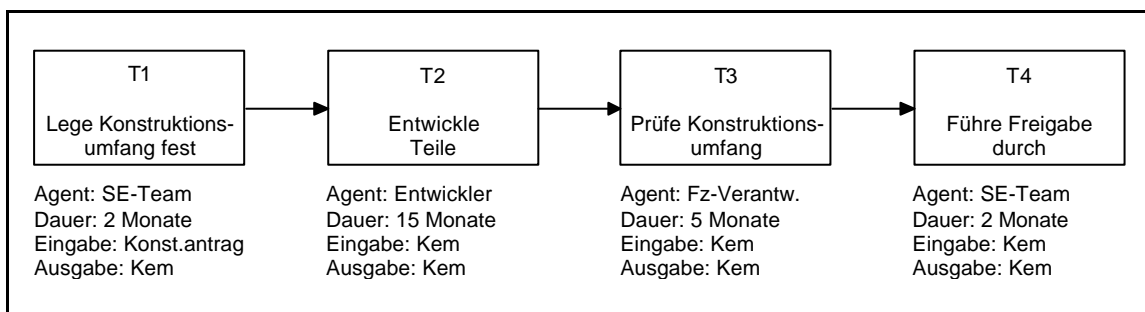 T1
Lege Konstruktions-
umfang fest
Agent: SE-Team
Dauer: 2 Monate
Eingabe: Konst.antrag
Ausgabe: Kem
T2
Entwickle
Teile
Agent: Entwickler
Dauer: 15 Monate
Eingabe: Kem
Ausgabe: Kem
T3
Prüfe Konstruktions-
umfang
Agent: Fz-Verantw.
Dauer: 5 Monate
Eingabe: Kem
Ausgabe: Kem
T4
Führe Freigabe
durch
Agent: SE-Team
Dauer: 2 Monate
Eingabe: Kem
Ausgabe: Kem